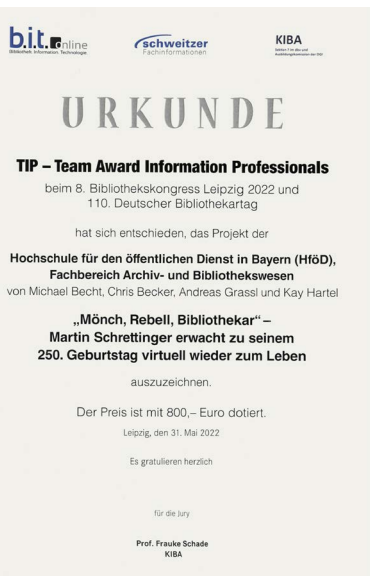 b.i.t.online
Bibliothek. Information. Technologie.
schweitzer
Fachinformationen
KIBA
URKUNDE
TIP – Team Award Information Professionals
beim 8. Bibliothekskongress Leipzig 2022 und
110. Deutscher Bibliothekartag
hat sich entschieden, das Projekt der
Hochschule für den öffentlichen Dienst in Bayern (HföD),
Fachbereich Archiv- und Bibliothekswesen
von Michael Becht, Chris Becker, Andreas Grassl und Kay Hartel
„Mönch, Rebell, Bibliothekar“ –
Martin Schrettinger erwacht zu seinem
250. Geburtstag virtuell wieder zum Leben
auszuzeichnen.
Der Preis ist mit 800,– Euro dotiert.
Leipzig, den 31. Mai 2022
Es gratulieren herzlich
für die Jury
Prof. Frauke Schade
KIBA